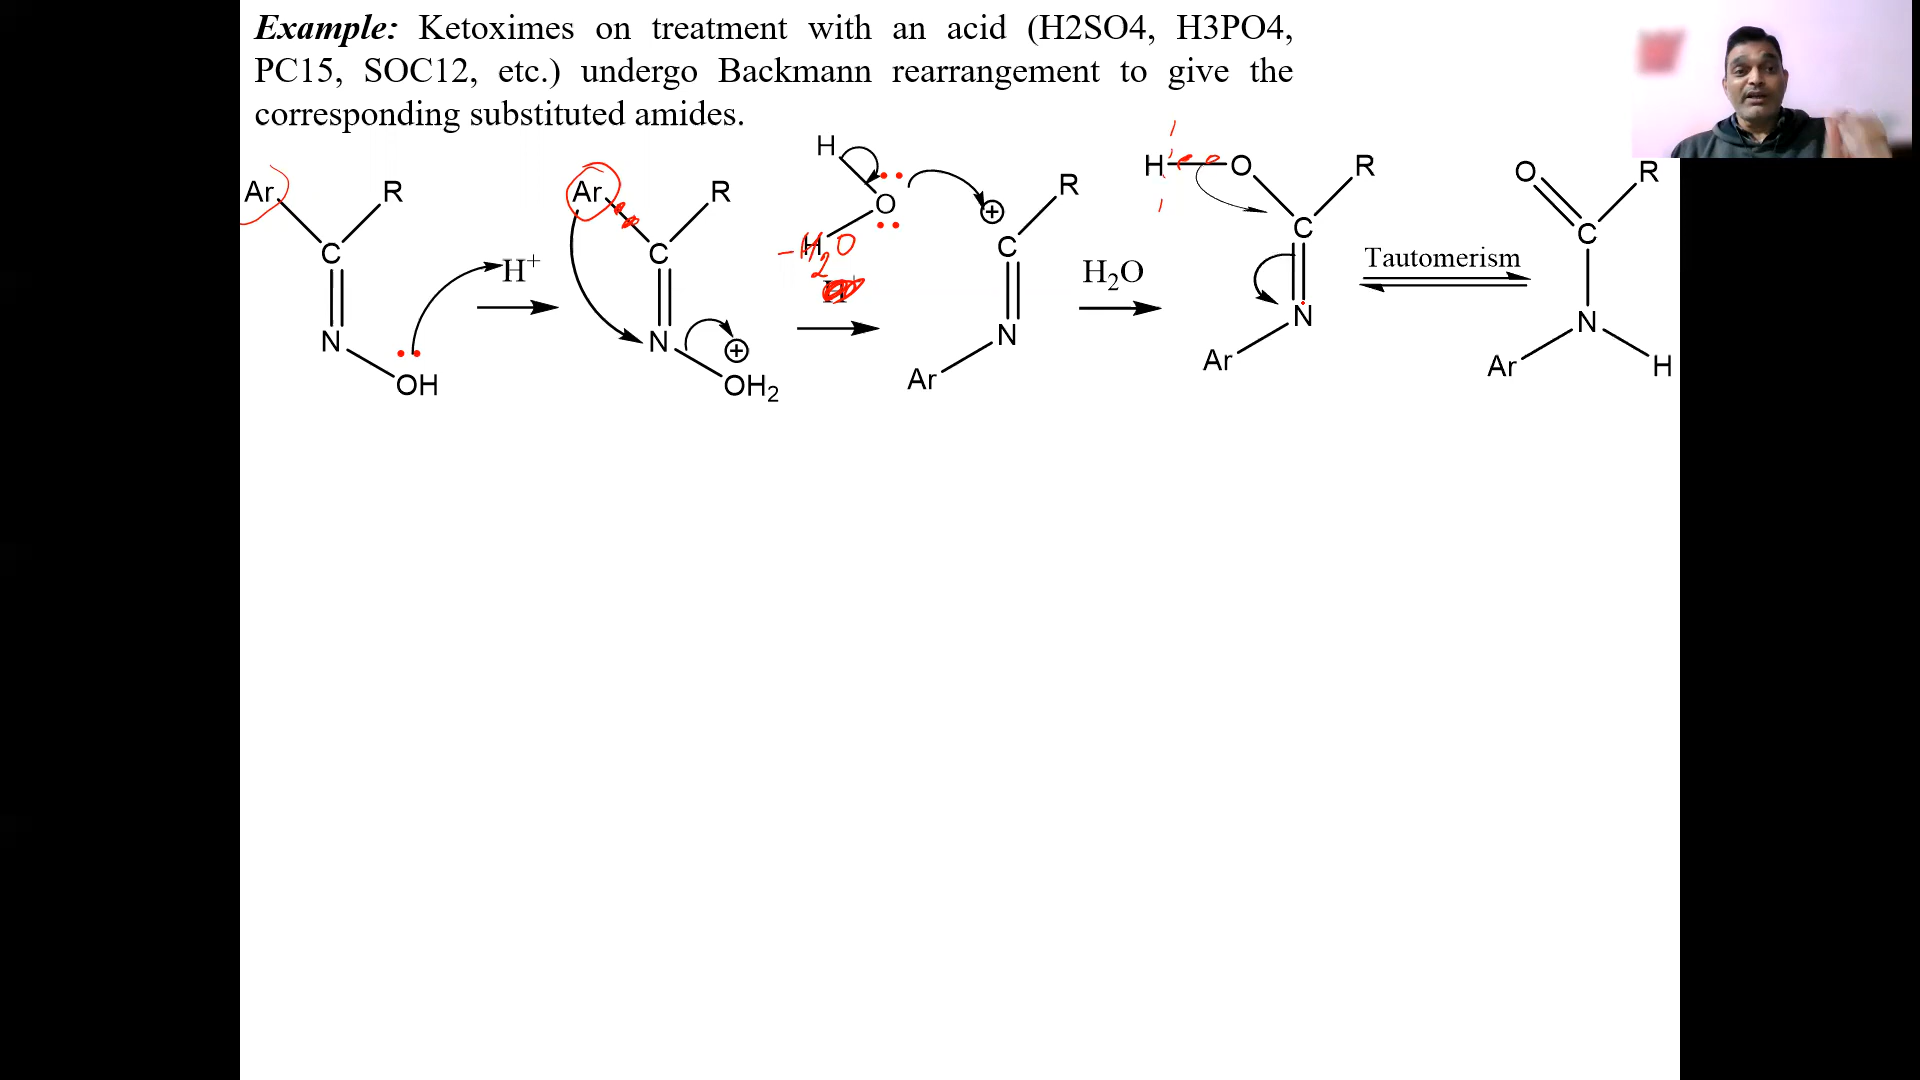 Example: Ketoximes on treatment with an acid (H2SO4, H3PO4,
PC15, SOC12, etc.) undergo Backmann rearrangement to give the
corresponding substituted amides.
Ar R C N OH
H+
Ar R C N OH2 +
H O H
-H2O
+ R C N Ar
H2O
H O R C N Ar
Tautomerism
O R C N Ar H